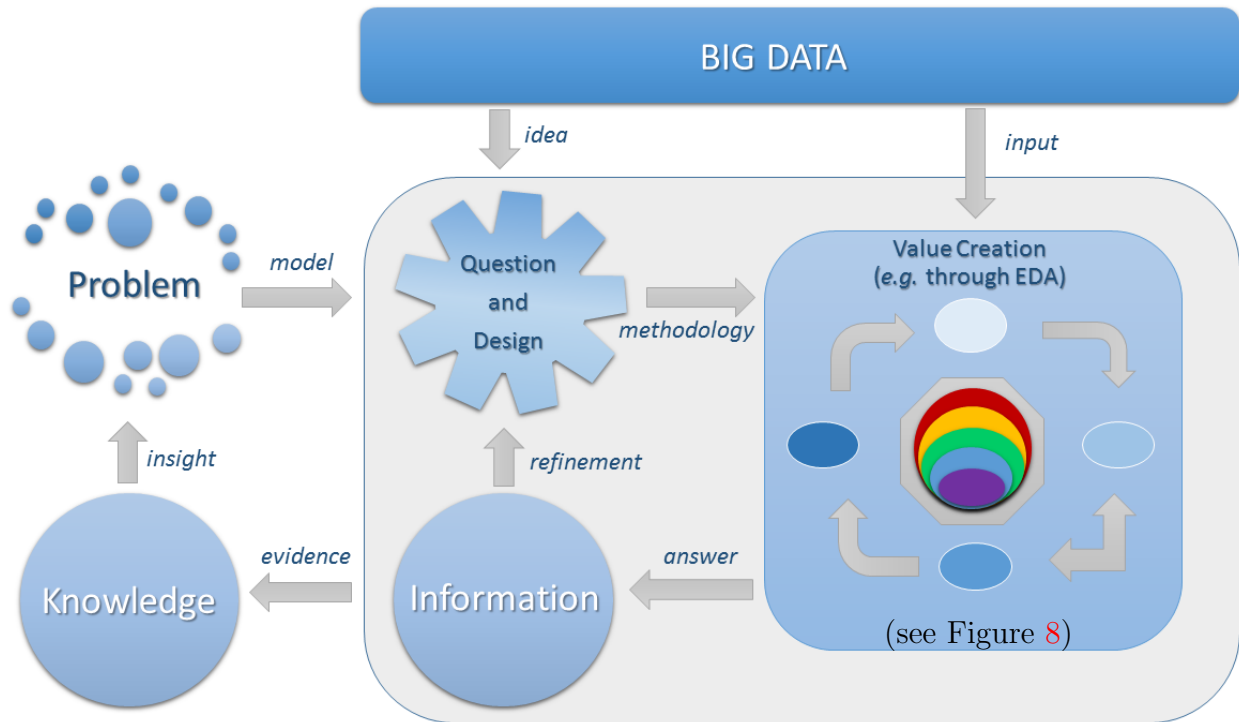 BIG DATA
idea
input
Problem
model
Question
and
Design
methodology
Value Creation
(e.g. through EDA)
insight
refinement
Knowledge
evidence
Information
answer
(see Figure 8)